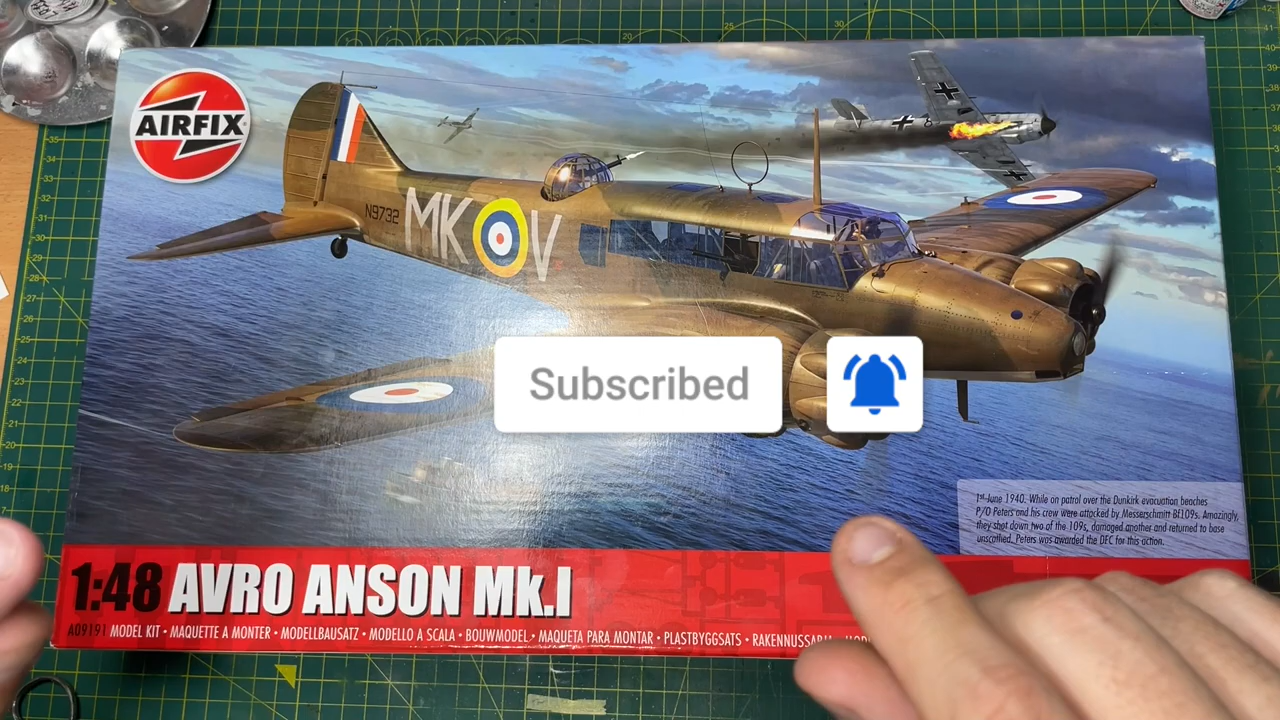 AIRFIX
N9732
MK V
Subscribed
1st June 1940. While on patrol over the Dunkirk evacuation beaches
P/O Peters and his crew were attacked by Messerschmitt Bf109s. Amazingly,
they shot down two of the 109s, damaged another and returned to base
unscathed. Peters was awarded the DFC for this action.
1:48 AVRO ANSON Mk.I
A09191 MODEL KIT • MAQUETTE A MONTER • MODELLBAUSATZ • MODELLO A SCALA • BOUWMODEL • MAQUETA PARA MONTAR • PLASTBYGGSATS •